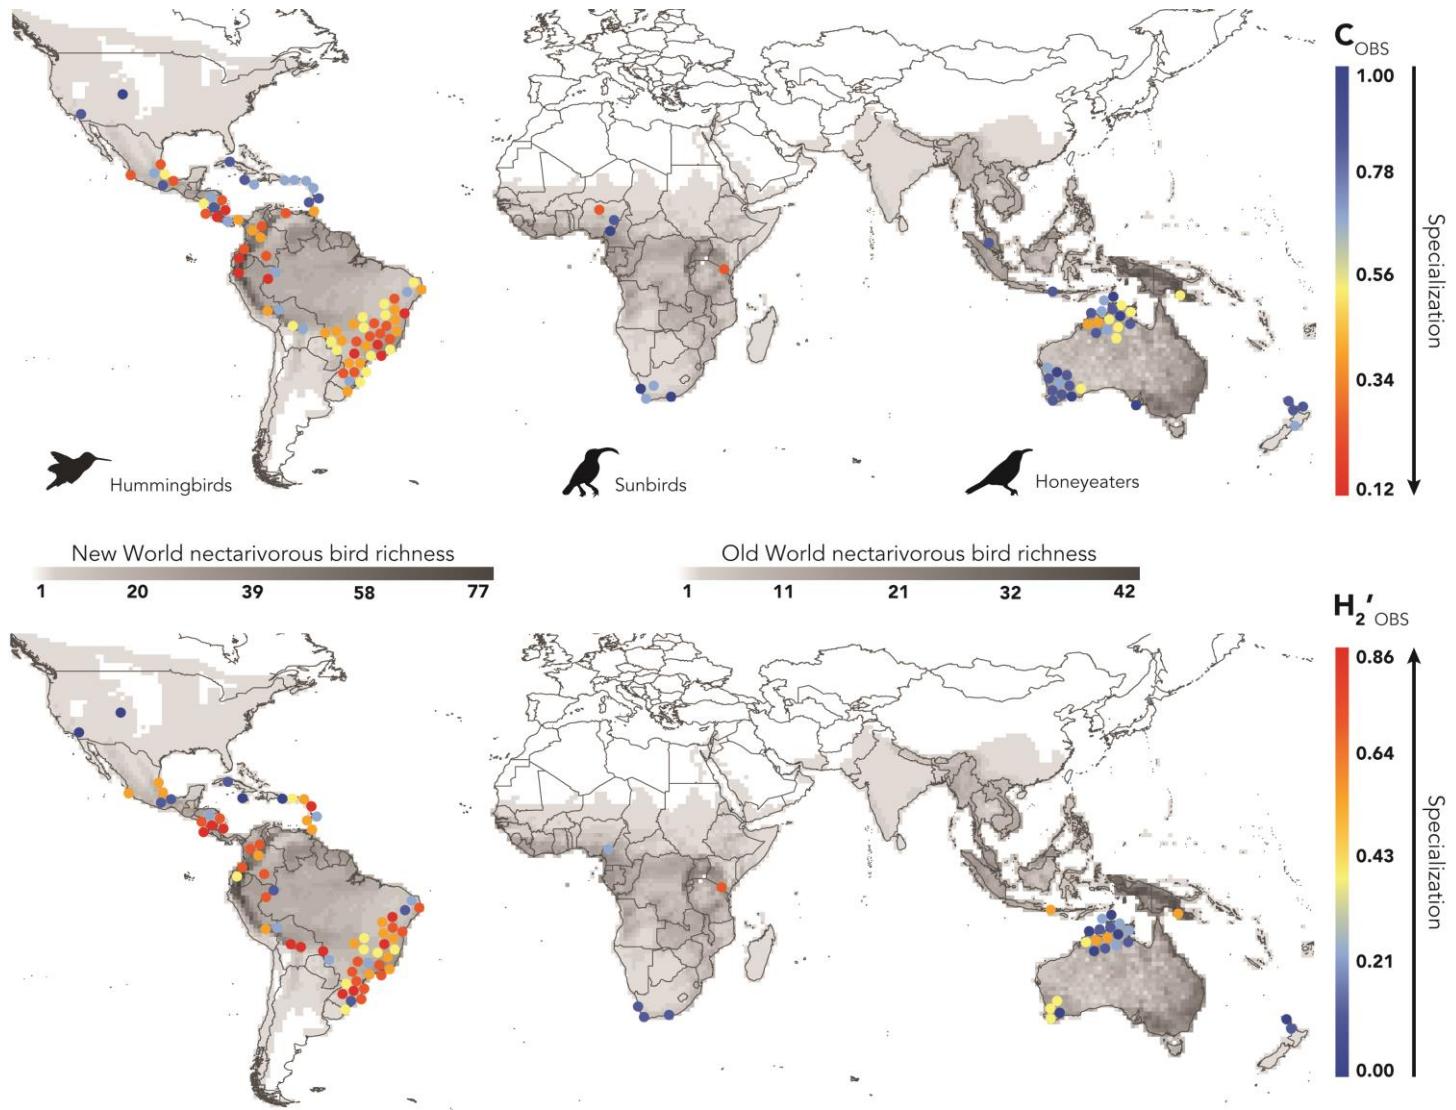 C OBS
1.00
0.78
0.56
0.34
0.12
Specialization
Hummingbirds
Sunbirds
Honeyeaters
New World nectarivorous bird richness
1 20 39 58 77
Old World nectarivorous bird richness
1 11 21 32 42
H₂′ OBS
0.86
0.64
0.43
0.21
0.00
Specialization